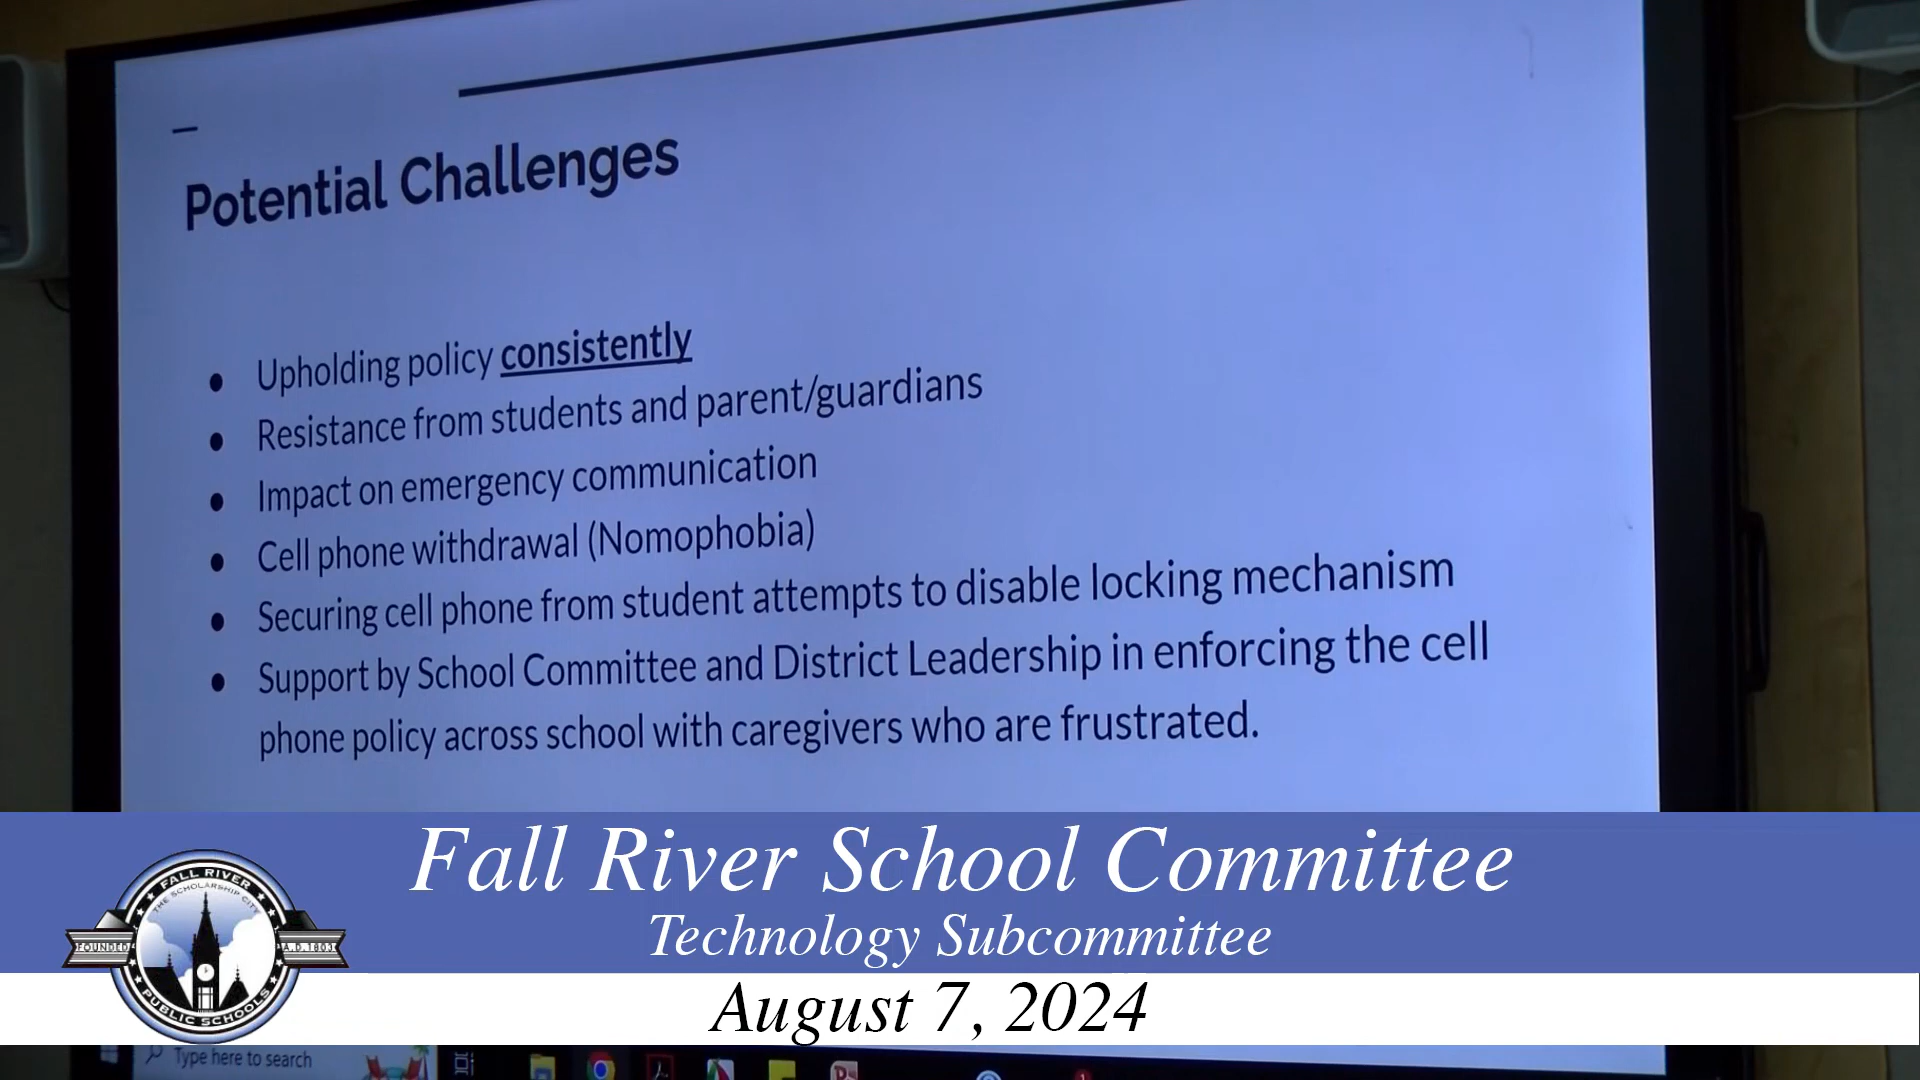 Potential Challenges
● Upholding policy consistently
● Resistance from students and parent/guardians
● Impact on emergency communication
● Cell phone withdrawal (Nomophobia)
● Securing cell phone from student attempts to disable locking mechanism
● Support by School Committee and District Leadership in enforcing the cell
phone policy across school with caregivers who are frustrated.
Fall River School Committee
Technology Subcommittee
August 7, 2024
FALL RIVER
THE SCHOLARSHIP CITY
FOUNDED
A.D. 1803
PUBLIC SCHOOLS
Type here to search